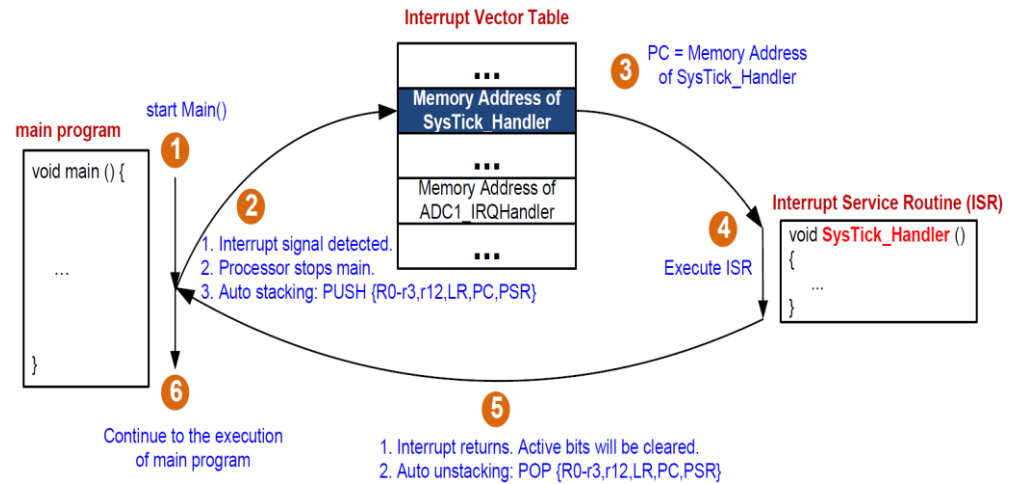 Interrupt Vector Table
...
Memory Address of
SysTick_Handler
...
Memory Address of
ADC1_IRQHandler
...
3
PC = Memory Address
of SysTick_Handler
start Main()
main program
1
void main () {
...
}
2
1. Interrupt signal detected.
2. Processor stops main.
3. Auto stacking: PUSH {R0-r3,r12,LR,PC,PSR}
4
Execute ISR
Interrupt Service Routine (ISR)
void SysTick_Handler ()
{
...
}
5
1. Interrupt returns. Active bits will be cleared.
2. Auto unstacking: POP {R0-r3,r12,LR,PC,PSR}
6
Continue to the execution
of main program